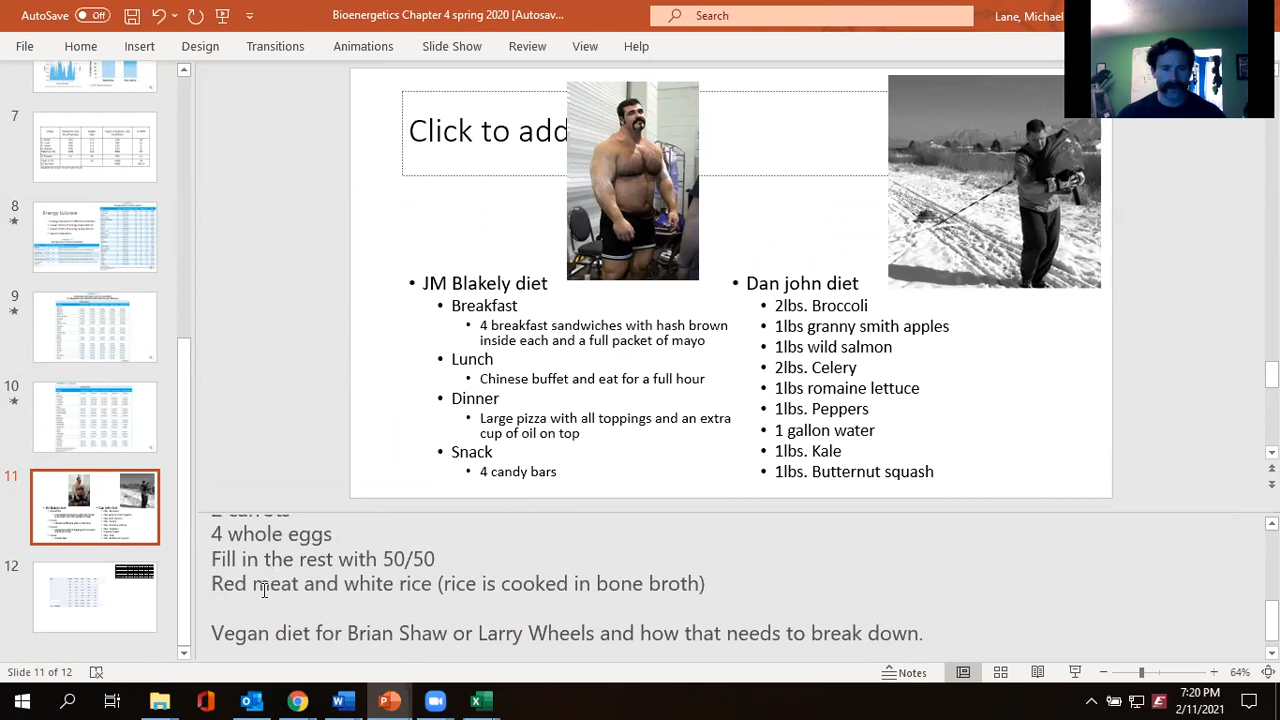 AutoSave Off
Bioenergetics Chapter 4 spring 2020 [Autosav...
Search
Lane, Michael
File Home Insert Design Transitions Animations Slide Show Review View Help
7
8
Energy balance
10
11
12
Click to add
• JM Blakely diet
• Breakfast
• 4 breakfast sandwiches with hash brown
inside each and a full packet of mayo
• Lunch
• Chinese buffet and eat for a full hour
• Dinner
• Large pizza with all toppings and an extra
cup of oil on top
• Snack
• 4 candy bars
• Dan john diet
• 2lbs. Broccoli
• 1lbs granny smith apples
• 1lbs wild salmon
• 2lbs. Celery
• 1lbs romaine lettuce
• 1lbs. Peppers
• 1 gallon water
• 1lbs. Kale
• 1lbs. Butternut squash
2 carrots
4 whole eggs
Fill in the rest with 50/50
Red meat and white rice (rice is cooked in bone broth)
Vegan diet for Brian Shaw or Larry Wheels and how that needs to break down.
Slide 11 of 12
Notes
64%
7:20 PM
2/11/2021